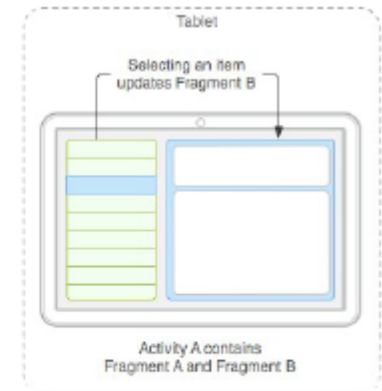 Tablet
Selecting an item
updates Fragment B
Activity A contains
Fragment A and Fragment B